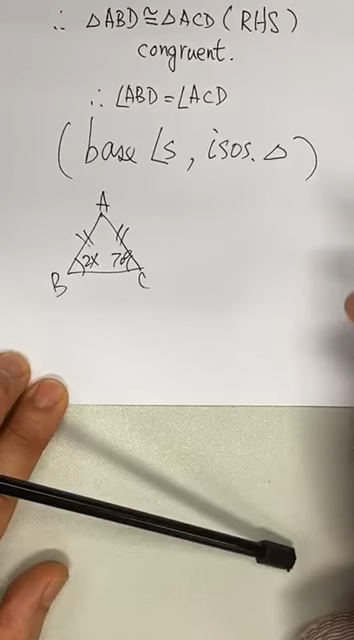 ∴ △ABD≅△ACD (RHS)
congruent.
∴ ∠ABD=∠ACD
(base ∠s, isos. △)
A
2x
B
C